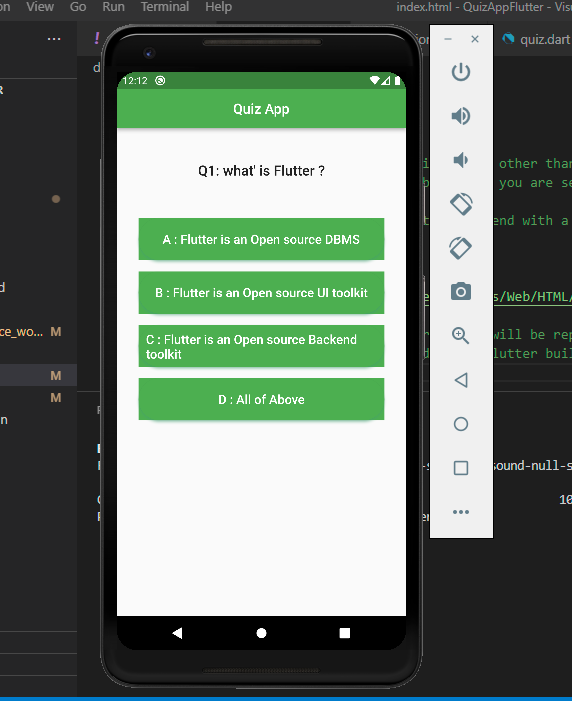 View Go Run Terminal Help
index.html - QuizAppFlutter - Visu
quiz.dart
12:12
Quiz App
Q1: what' is Flutter ?
A : Flutter is an Open source DBMS
B : Flutter is an Open source UI toolkit
C : Flutter is an Open source Backend
toolkit
D : All of Above
other than
you are se
end with a
s/Web/HTML/
will be rep
lutter buil
sound-null-s
10
ce_wo... M
M
M